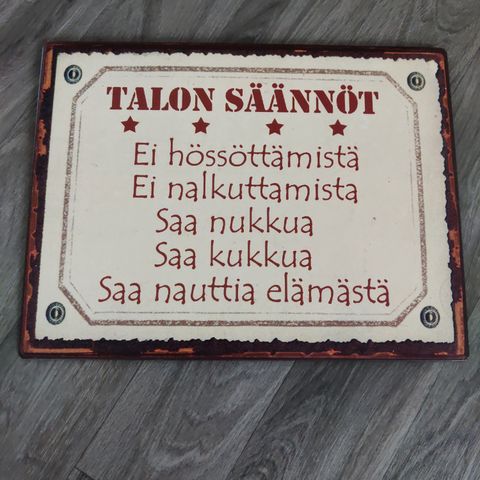 TALON SÄÄNNÖT
Ei hössöttämistä
Ei nalkuttamista
Saa nukkua
Saa kukkua
Saa nauttia elämästä